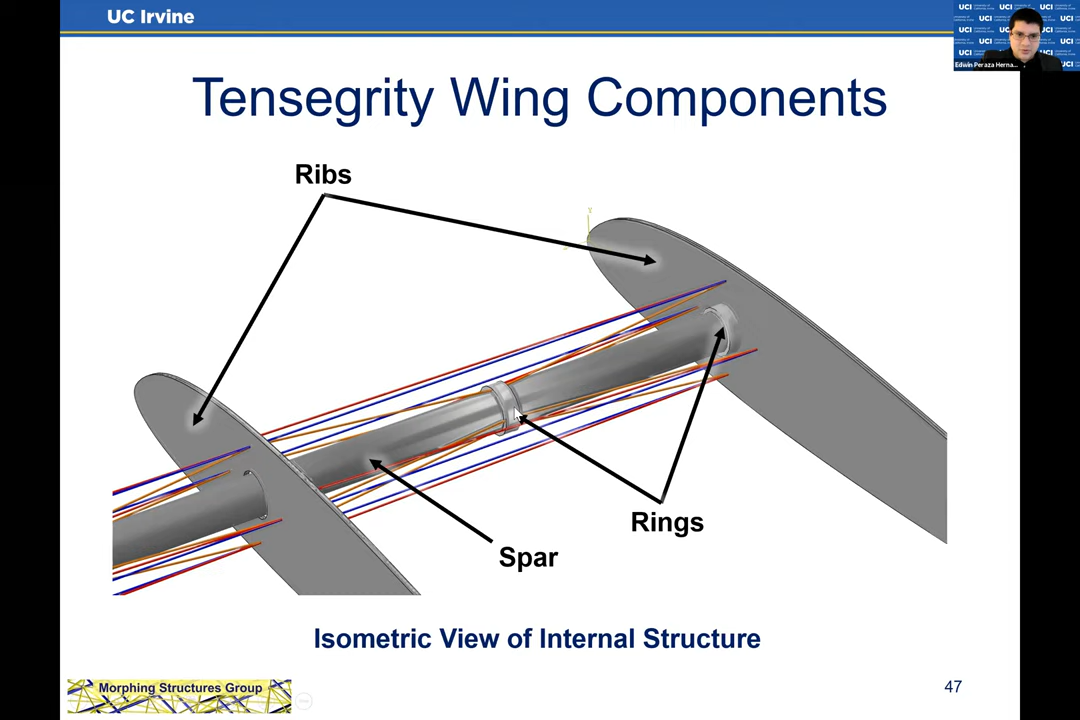 UC Irvine
Edwin Peraza Herna...
Tensegrity Wing Components
Ribs
Rings
Spar
Isometric View of Internal Structure
Morphing Structures Group
47